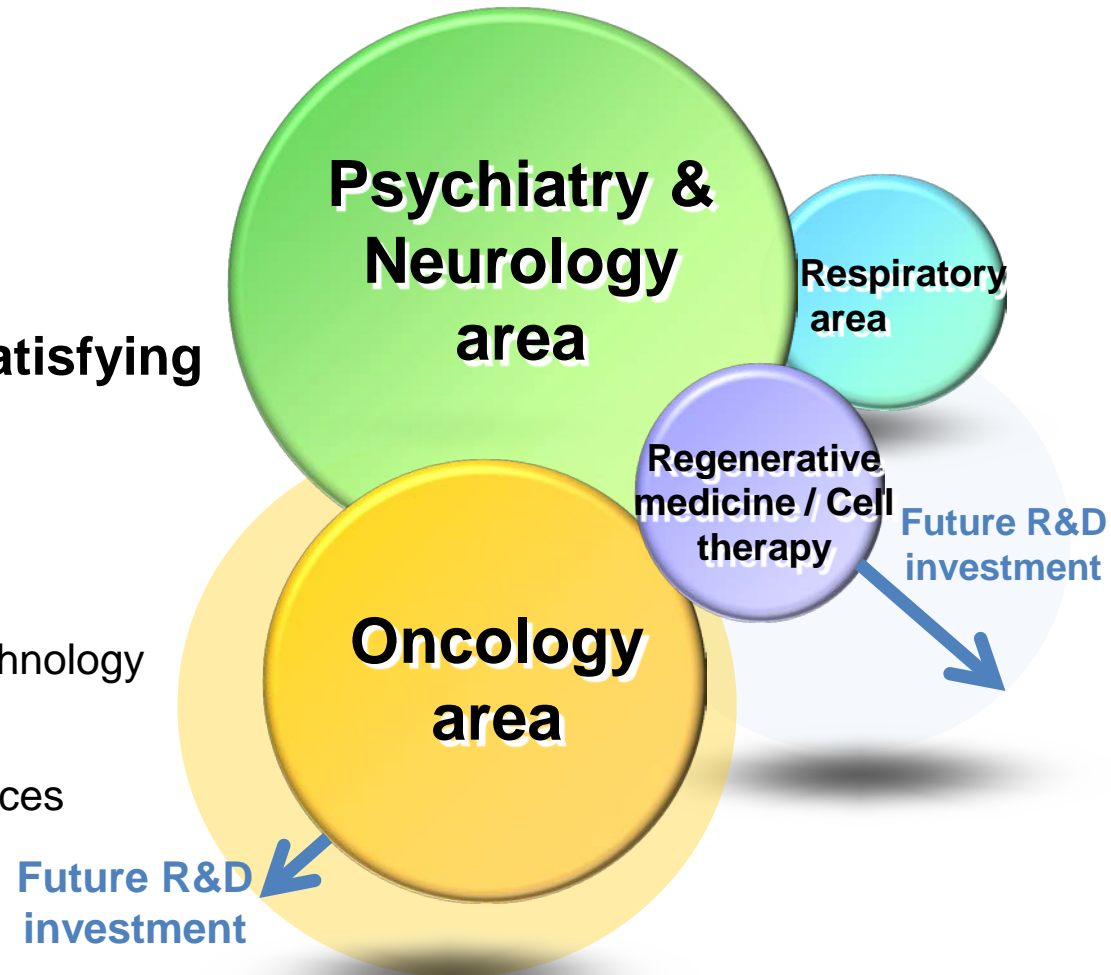 Psychiatry &
Neurology
area
Respiratory
area
atisfying
Regenerative
medicine / Cell
therapy
Future R&D
investment
Oncology
area
hnology
ces
Future R&D
investment